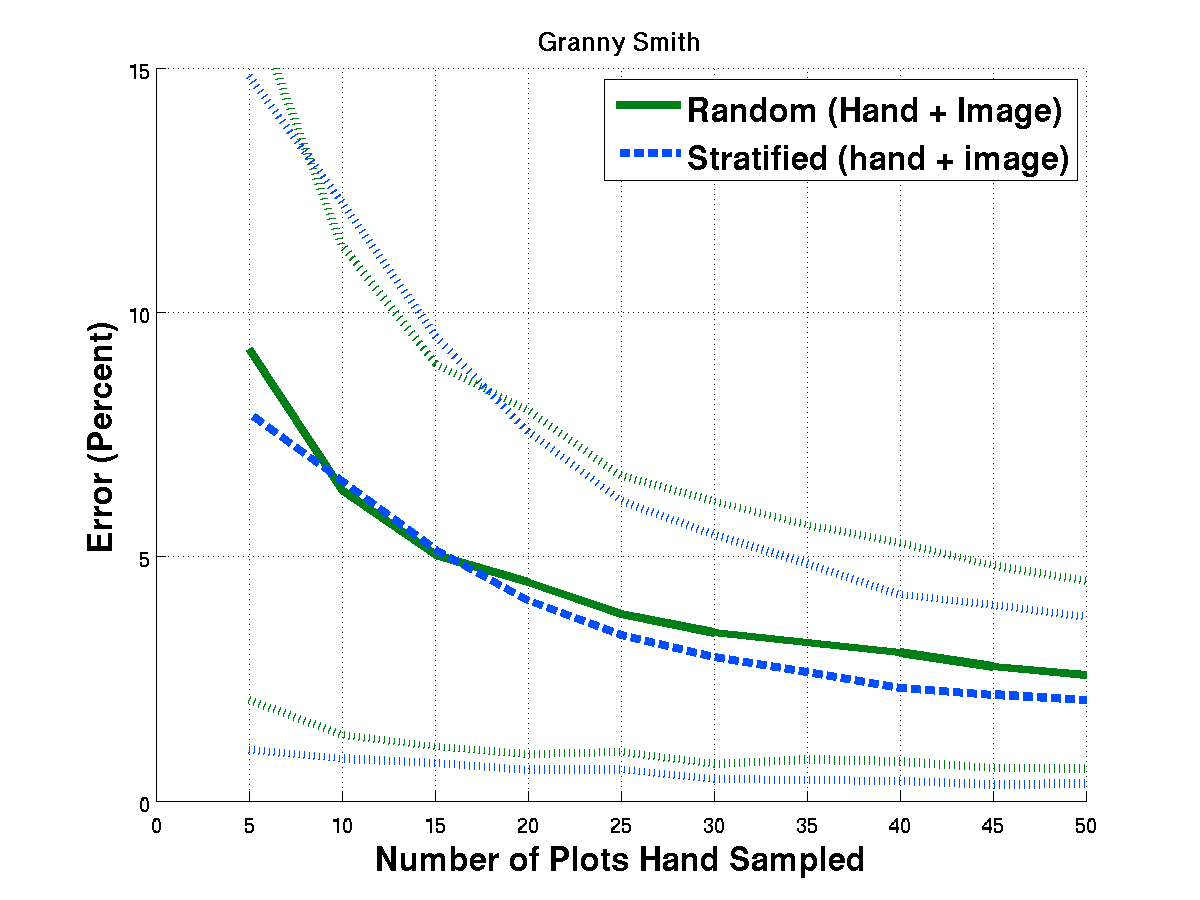 Granny Smith
Random (Hand + Image)
Stratified (hand + image)
15
10
5
0
Error (Percent)
0 5 10 15 20 25 30 35 40 45 50
Number of Plots Hand Sampled